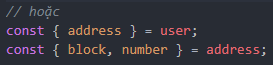 // hoặc
const { address } = user;
const { block, number } = address;